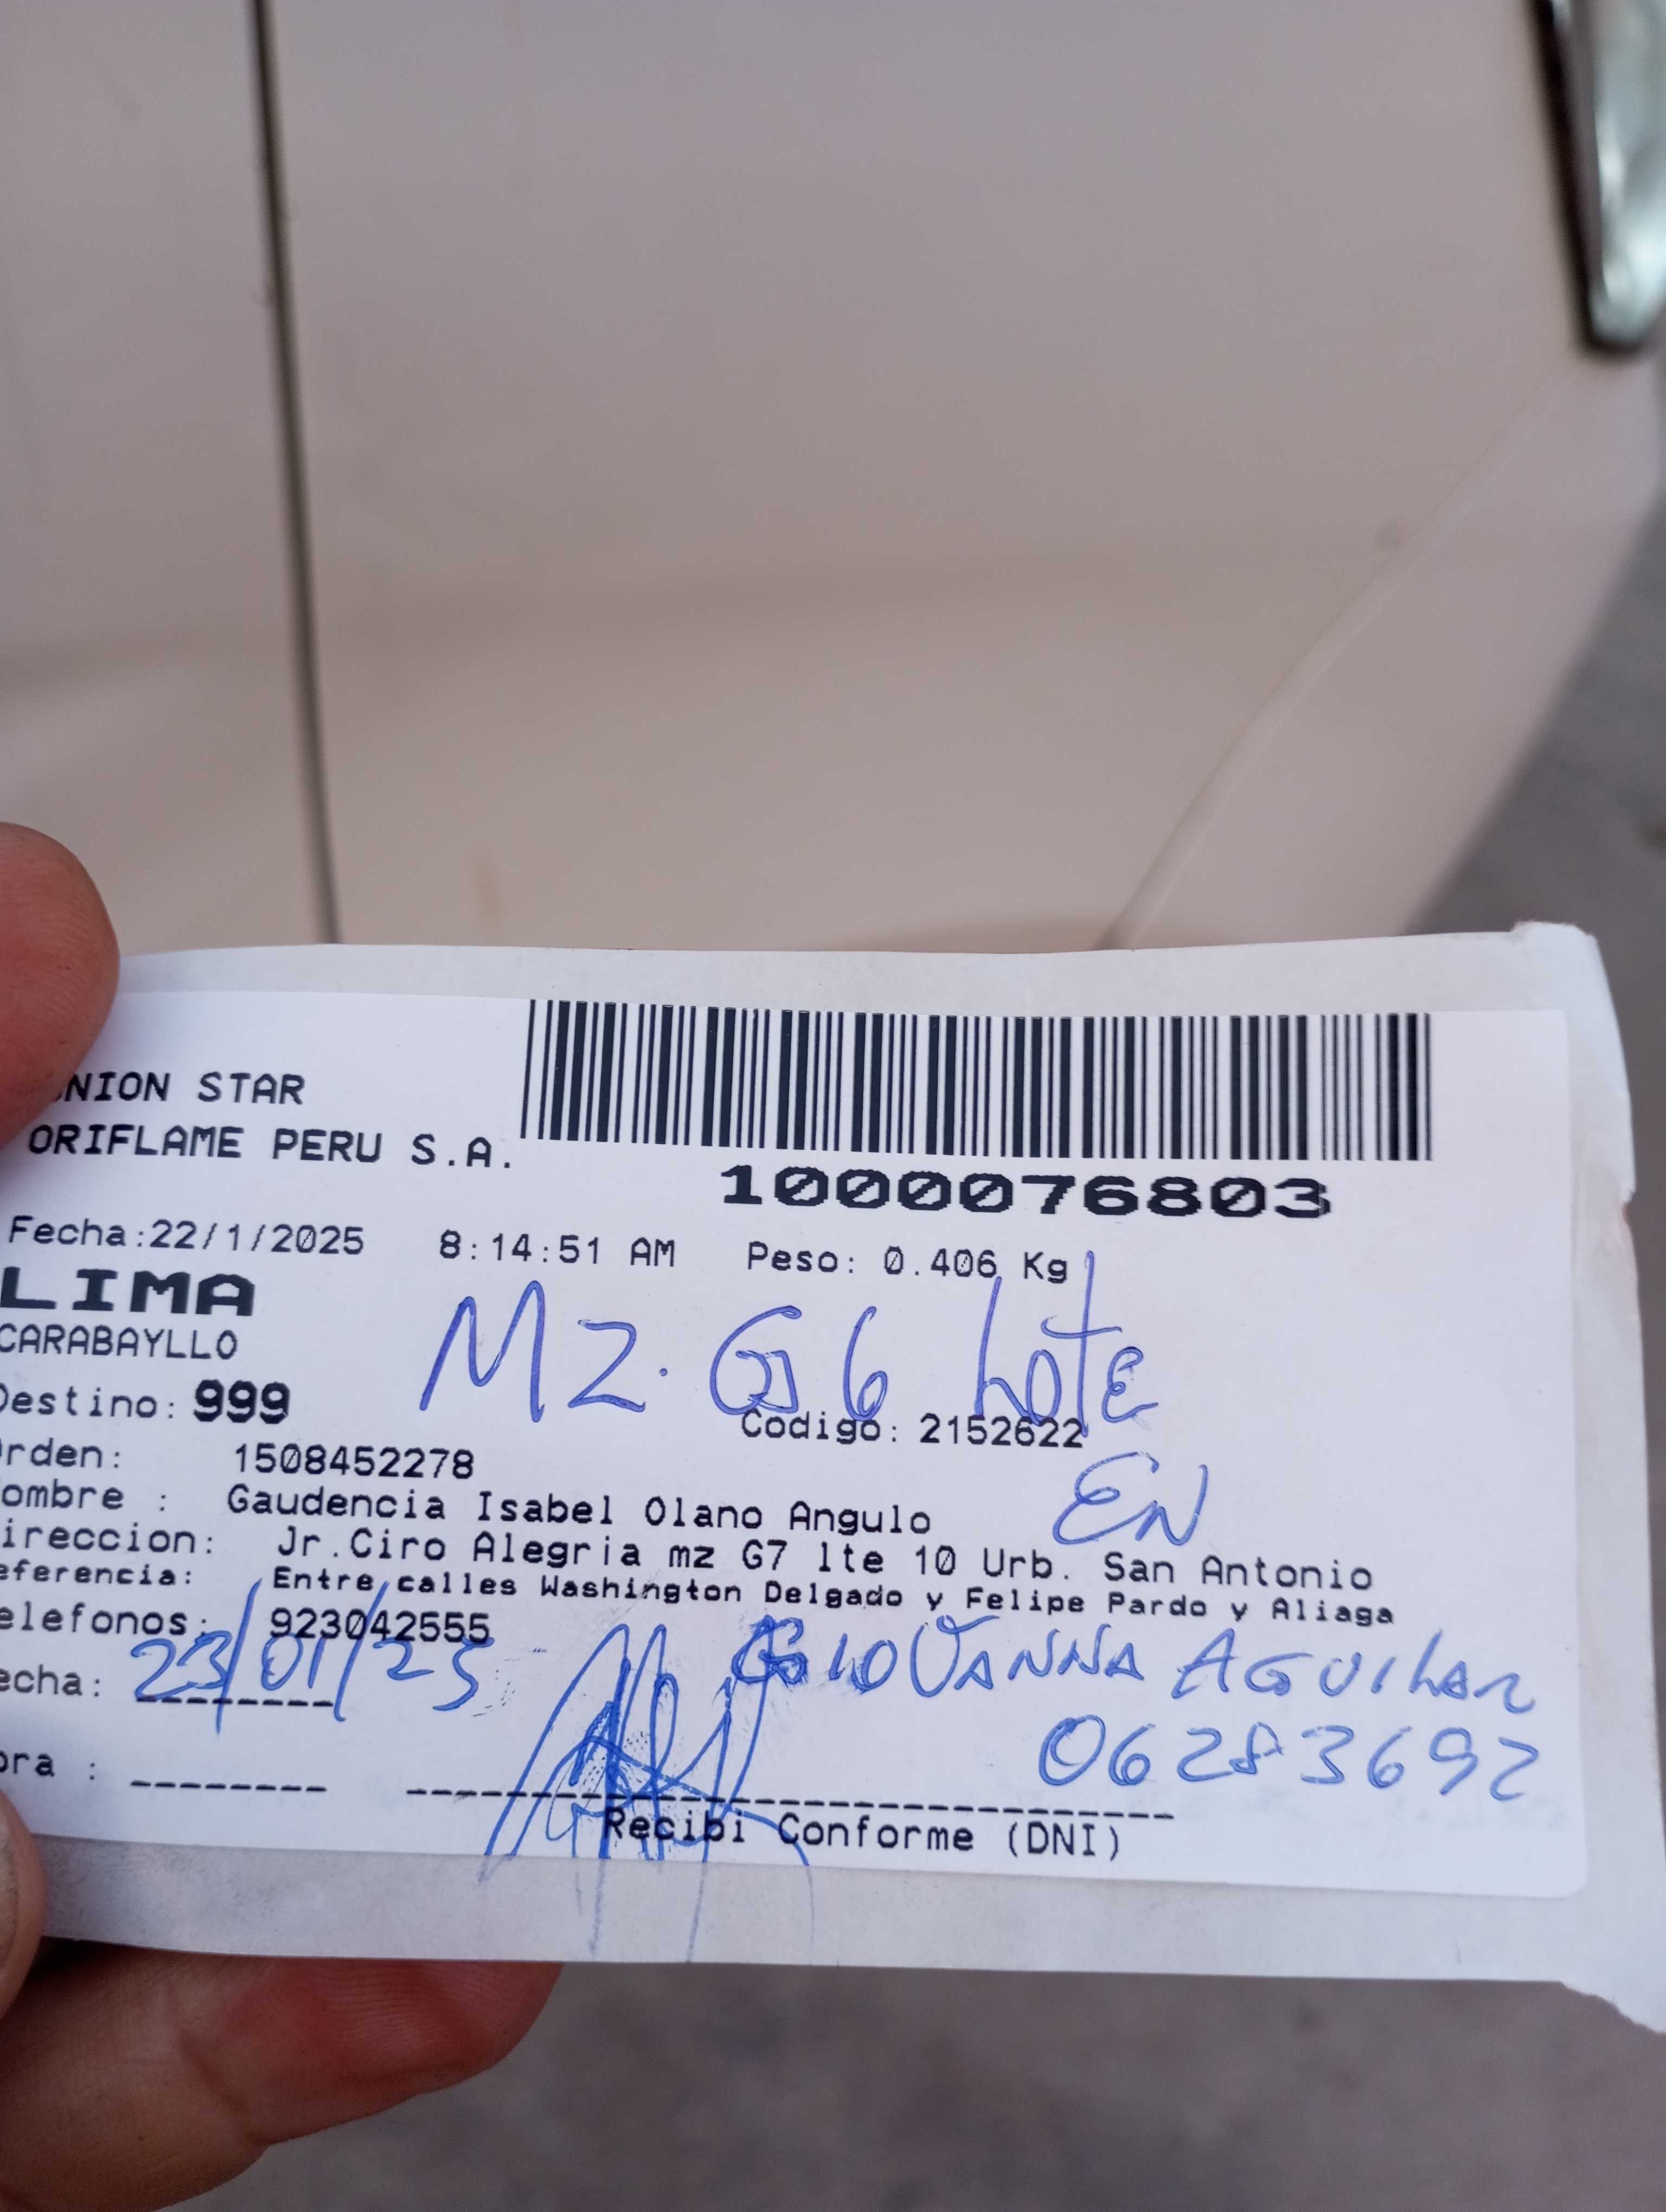 NION STAR
ORIFLAME PERU S.A.
1000076803
Fecha:22/1/2025 8:14:51 AM Peso: 0.406 Kg
LIMA
CARABAYLLO
MZ. G 6 Lote
Destino: 999
Codigo: 2152622
rden: 1508452278
EN
ombre : Gaudencia Isabel Olano Angulo
ireccion: Jr.Ciro Alegria mz G7 lte 10 Urb. San Antonio
eferencia: Entre calles Washington Delgado y Felipe Pardo y Aliaga
elefonos: 923042555
echa: 23/01/25
GIOVANNA AGUILAR
06283692
ora :
Recibi Conforme (DNI)